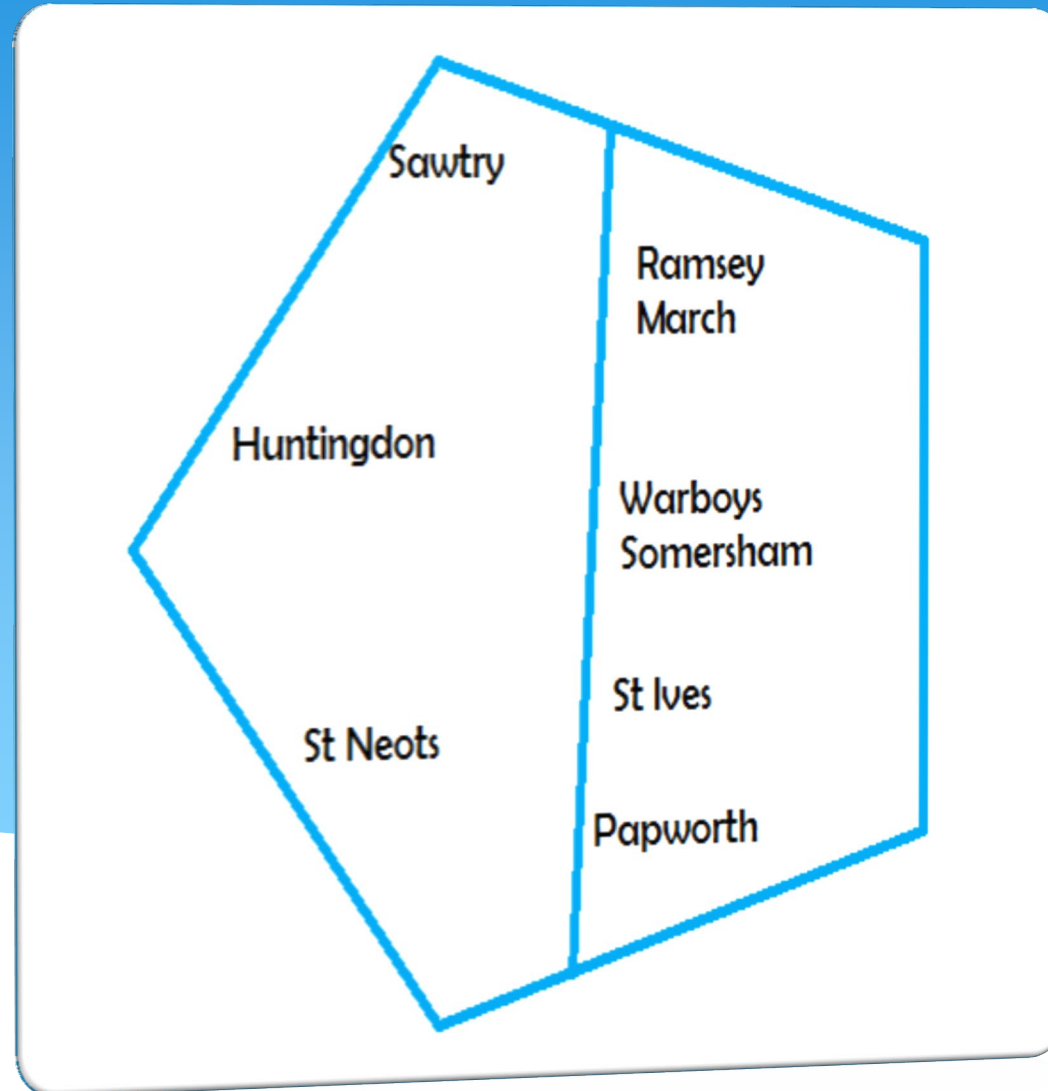 Sawtry
Ramsey
March
Huntingdon
Warboys
Somersham
St Ives
St Neots
Papworth